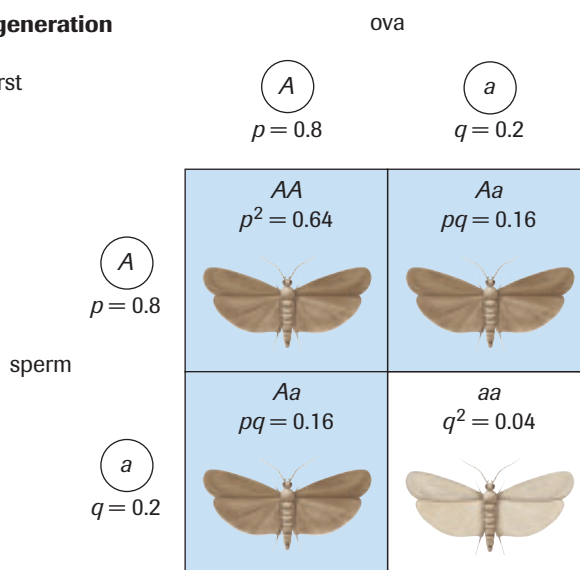 generation
ova
rst
A
a
p = 0.8
q = 0.2
AA
Aa
p² = 0.64
pq = 0.16
A
p = 0.8
sperm
Aa
aa
pq = 0.16
q² = 0.04
a
q = 0.2